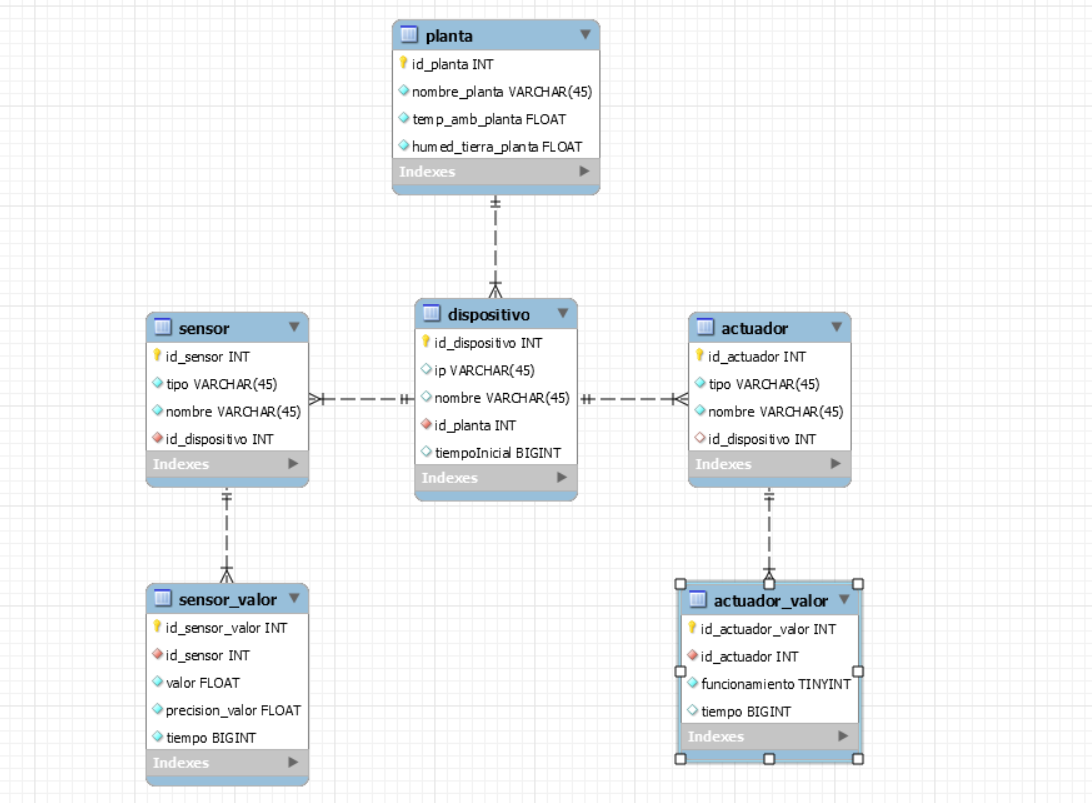 planta
id_planta INT
nombre_planta VARCHAR(45)
temp_amb_planta FLOAT
humed_tierra_planta FLOAT
Indexes
sensor
id_sensor INT
tipo VARCHAR(45)
nombre VARCHAR(45)
id_dispositivo INT
Indexes
dispositivo
id_dispositivo INT
ip VARCHAR(45)
nombre VARCHAR(45)
id_planta INT
tiempoInicial BIGINT
Indexes
actuador
id_actuador INT
tipo VARCHAR(45)
nombre VARCHAR(45)
id_dispositivo INT
Indexes
sensor_valor
id_sensor_valor INT
id_sensor INT
valor FLOAT
precision_valor FLOAT
tiempo BIGINT
Indexes
actuador_valor
id_actuador_valor INT
id_actuador INT
funcionamiento TINYINT
tiempo BIGINT
Indexes